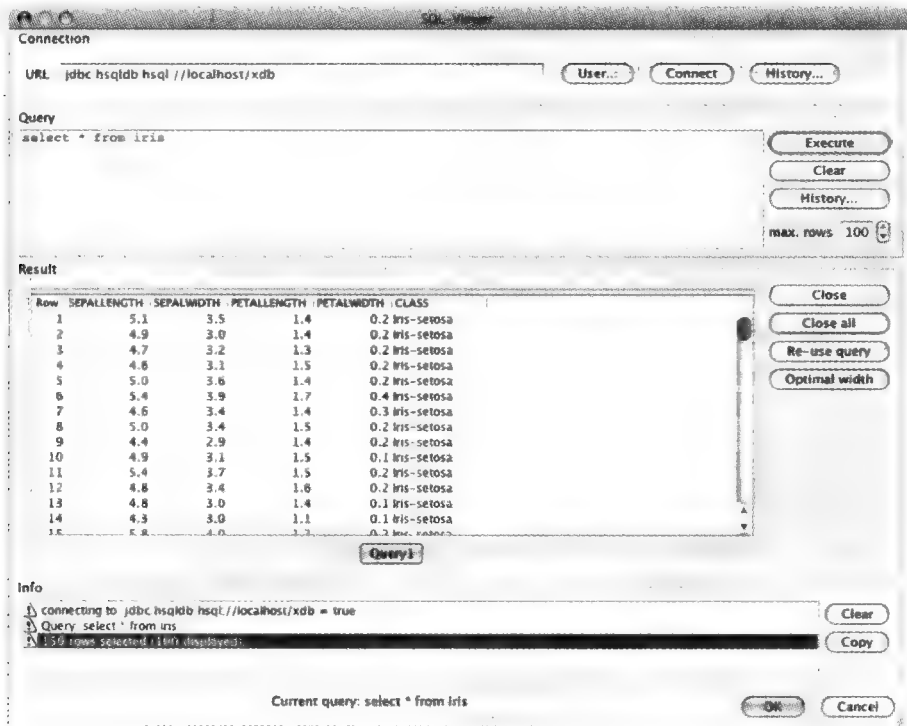 SQL-Viewer
Connection
URL jdbc hsqldb hsql //localhost/xdb User... Connect History...
Query
select * from iris
Execute
Clear
History...
max. rows 100
Result
Row SEPALLENGTH SEPALWIDTH PETALLENGTH PETALWIDTH CLASS
1 5.1 3.5 1.4 0.2 Iris-setosa
2 4.9 3.0 1.4 0.2 Iris-setosa
3 4.7 3.2 1.3 0.2 Iris-setosa
4 4.6 3.1 1.5 0.2 Iris-setosa
5 5.0 3.6 1.4 0.2 Iris-setosa
6 5.4 3.9 1.7 0.4 Iris-setosa
7 4.6 3.4 1.4 0.3 Iris-setosa
8 5.0 3.4 1.5 0.2 Iris-setosa
9 4.4 2.9 1.4 0.2 Iris-setosa
10 4.9 3.1 1.5 0.1 Iris-setosa
11 5.4 3.7 1.5 0.2 Iris-setosa
12 4.8 3.4 1.6 0.2 Iris-setosa
13 4.8 3.0 1.4 0.1 Iris-setosa
14 4.3 3.0 1.1 0.1 Iris-setosa
Close
Close all
Re-use query
Optimal width
Query1
Info
connecting to jdbc hsqldb hsql://localhost/xdb = true
Query select * from iris
150 rows selected (100 displayed).
Clear
Copy
Current query: select * from iris
OK Cancel